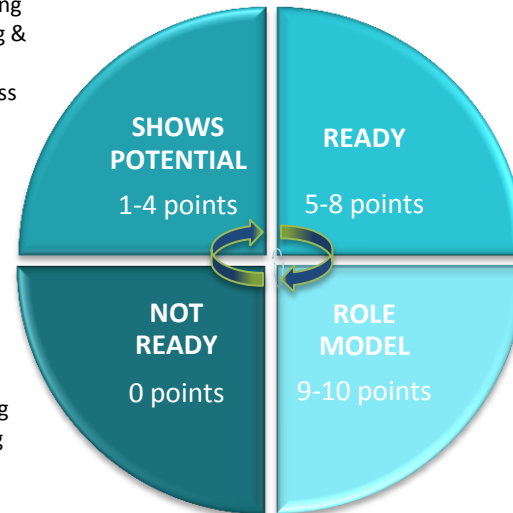 &
SHOWS
POTENTIAL
1-4 points
READY
5-8 points
NOT
READY
0 points
ROLE
MODEL
9-10 points